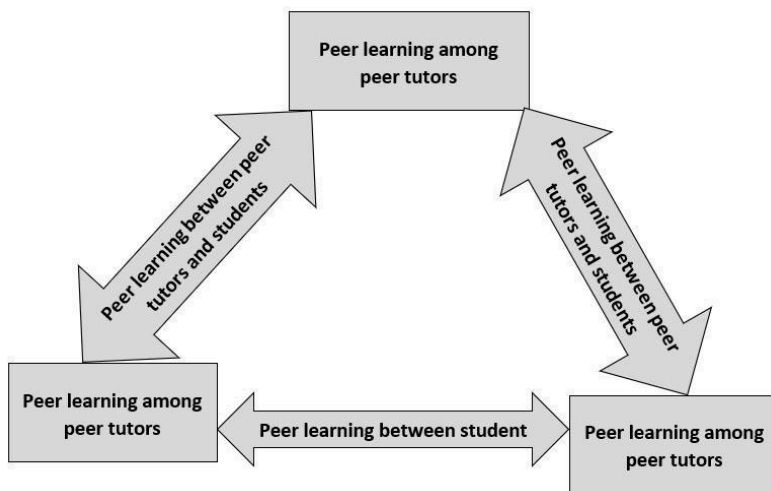 Peer learning among
peer tutors
Peer learning between peer
tutors and students
Peer learning between peer
tutors and students
Peer learning among
peer tutors
Peer learning between student
Peer learning among
peer tutors